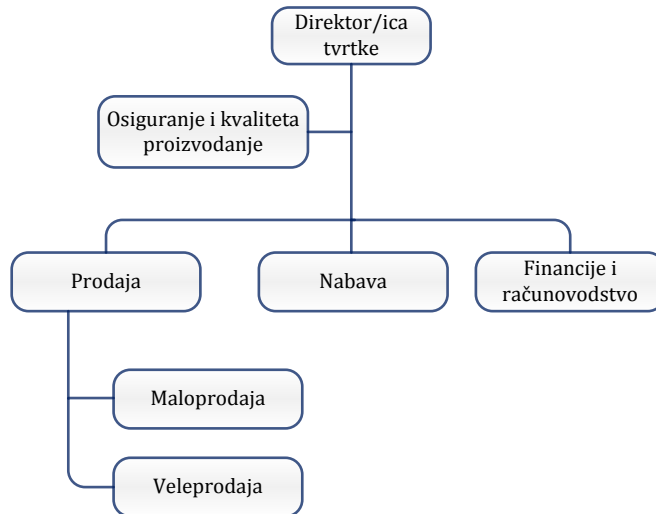 Direktor/ica
tvrtke
Osiguranje i kvaliteta
proizvodanje
Prodaja
Nabava
Financije i
računovodstvo
Maloprodaja
Veleprodaja